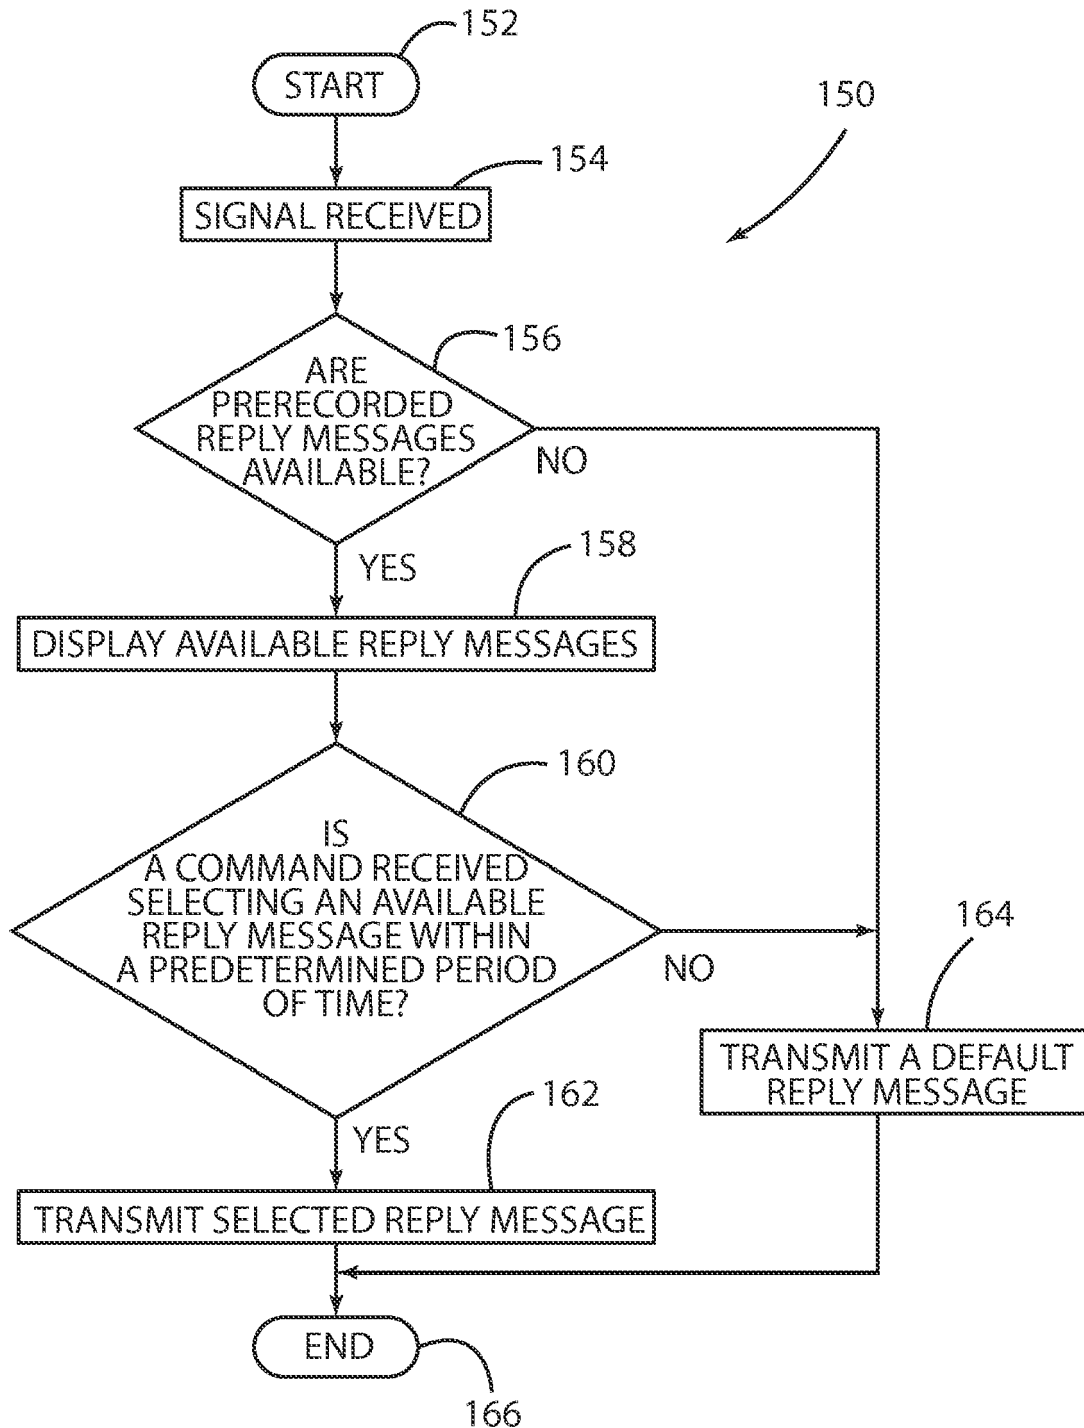 152
START
150
154
SIGNAL RECEIVED
156
ARE
PRERECORDED
REPLY MESSAGES
AVAILABLE?
NO
YES
158
DISPLAY AVAILABLE REPLY MESSAGES
160
IS
A COMMAND RECEIVED
SELECTING AN AVAILABLE
REPLY MESSAGE WITHIN
A PREDETERMINED PERIOD
OF TIME?
NO
164
TRANSMIT A DEFAULT
REPLY MESSAGE
162
YES
TRANSMIT SELECTED REPLY MESSAGE
END
166